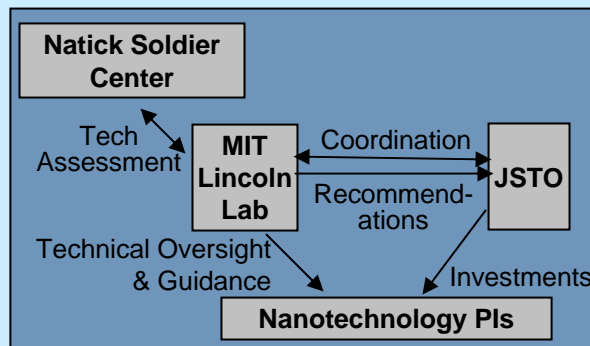 Natick Soldier
Center
Tech
Assessment
MIT
Lincoln
Lab
Coordination
Recommend-
ations
JSTO
Technical Oversight
& Guidance
Investments
Nanotechnology PIs